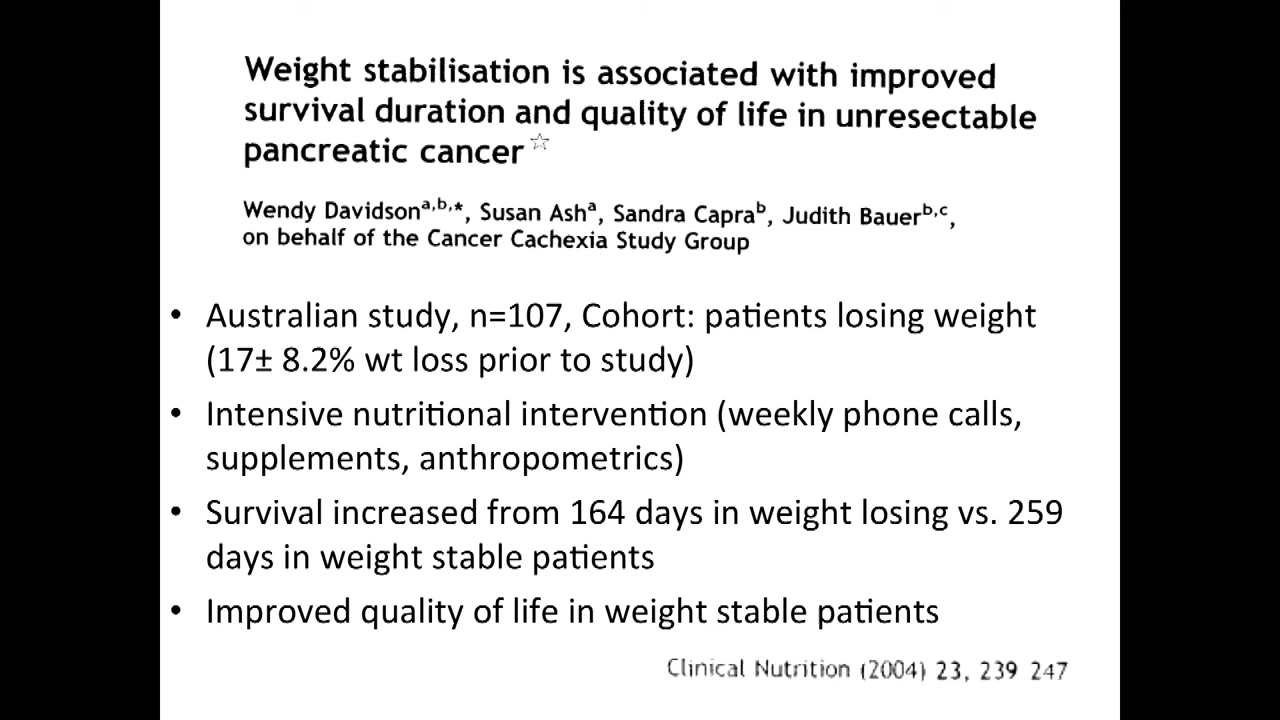 Weight stabilisation is associated with improved
survival duration and quality of life in unresectable
pancreatic cancer☆
Wendy Davidsonᵃ,ᵇ,*, Susan Ashᵃ, Sandra Capraᵇ, Judith Bauerᵇ,ᶜ,
on behalf of the Cancer Cachexia Study Group
• Australian study, n=107, Cohort: patients losing weight
(17± 8.2% wt loss prior to study)
• Intensive nutritional intervention (weekly phone calls,
supplements, anthropometrics)
• Survival increased from 164 days in weight losing vs. 259
days in weight stable patients
• Improved quality of life in weight stable patients
Clinical Nutrition (2004) 23, 239 247